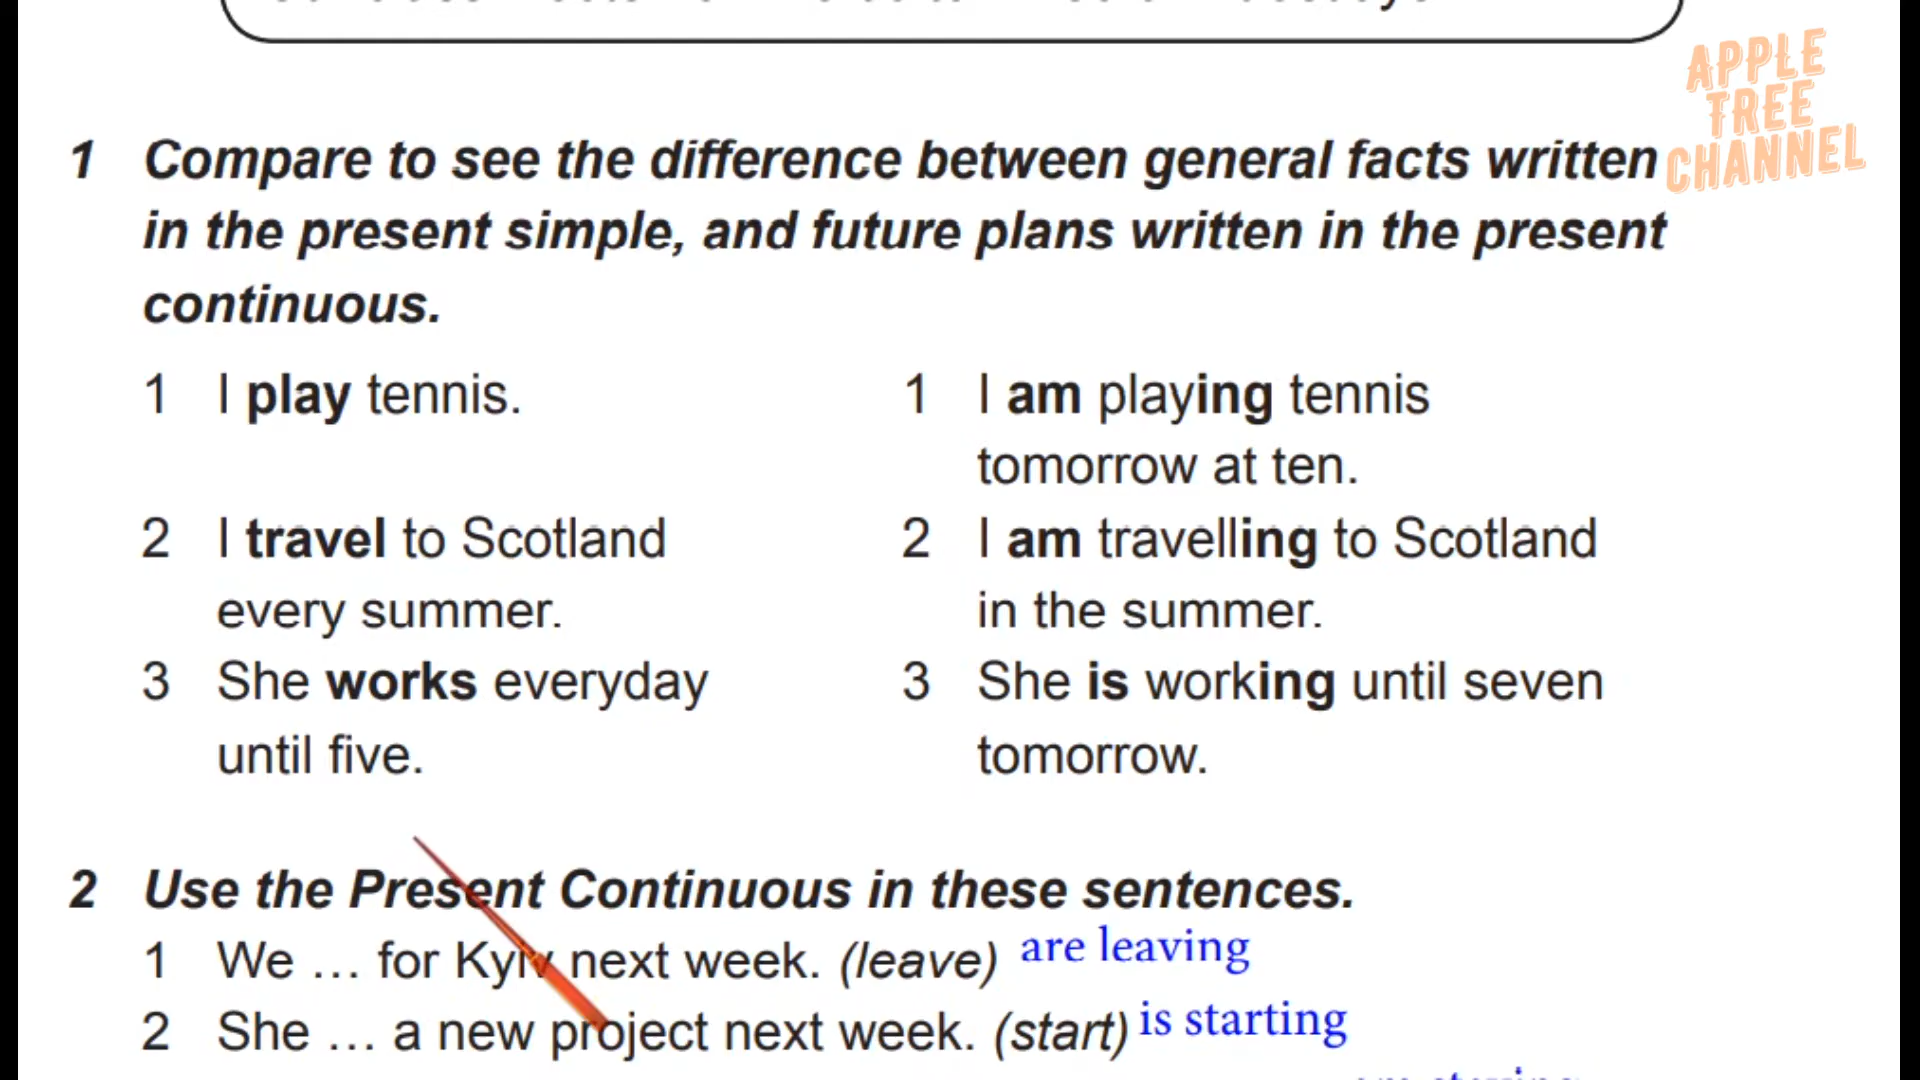 APPLE
TREE
CHANNEL
1 Compare to see the difference between general facts written
in the present simple, and future plans written in the present
continuous.
1 I play tennis.
1 I am playing tennis
tomorrow at ten.
2 I travel to Scotland
every summer.
2 I am travelling to Scotland
in the summer.
3 She works everyday
until five.
3 She is working until seven
tomorrow.
2 Use the Present Continuous in these sentences.
1 We … for Kyiv next week. (leave) are leaving
2 She … a new project next week. (start) is starting